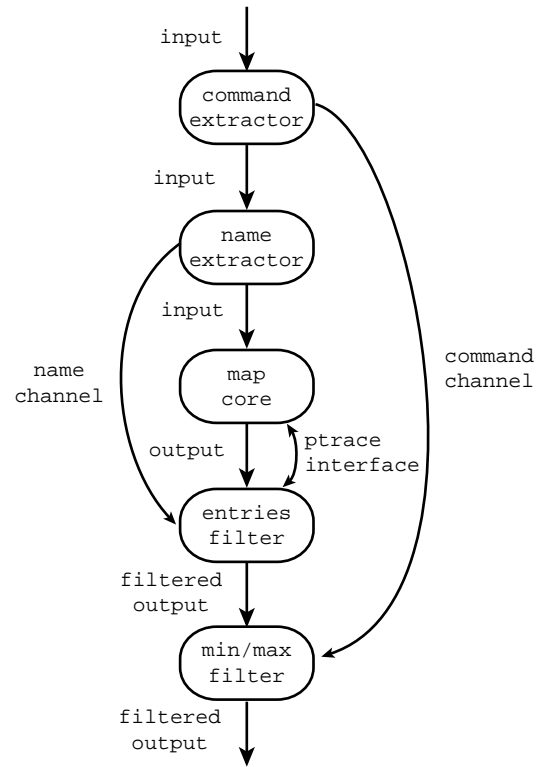 input
command
extractor
input
name
extractor
input
name
channel
command
channel
map
core
output
ptrace
interface
entries
filter
filtered
output
min/max
filter
filtered
output